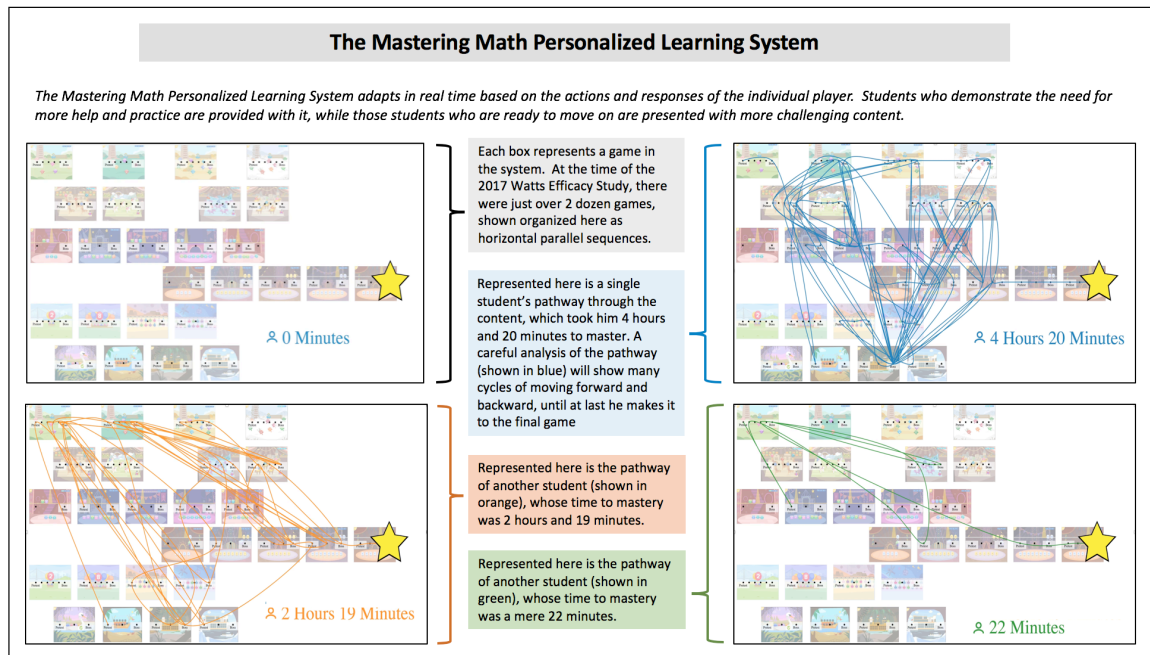 The Mastering Math Personalized Learning System
The Mastering Math Personalized Learning System adapts in real time based on the actions and responses of the individual player.  Students who demonstrate the need for
more help and practice are provided with it, while those students who are ready to move on are presented with more challenging content.
0 Minutes
Each box represents a game in
the system.  At the time of the
2017 Watts Efficacy Study, there
were just over 2 dozen games,
shown organized here as
horizontal parallel sequences.
Represented here is a single
student's pathway through the
content, which took him 4 hours
and 20 minutes to master. A
careful analysis of the pathway
(shown in blue) will show many
cycles of moving forward and
backward, until at last he makes it
to the final game
4 Hours 20 Minutes
2 Hours 19 Minutes
Represented here is the pathway
of another student (shown in
orange), whose time to mastery
was 2 hours and 19 minutes.
Represented here is the pathway
of another student (shown in
green), whose time to mastery
was a mere 22 minutes.
22 Minutes